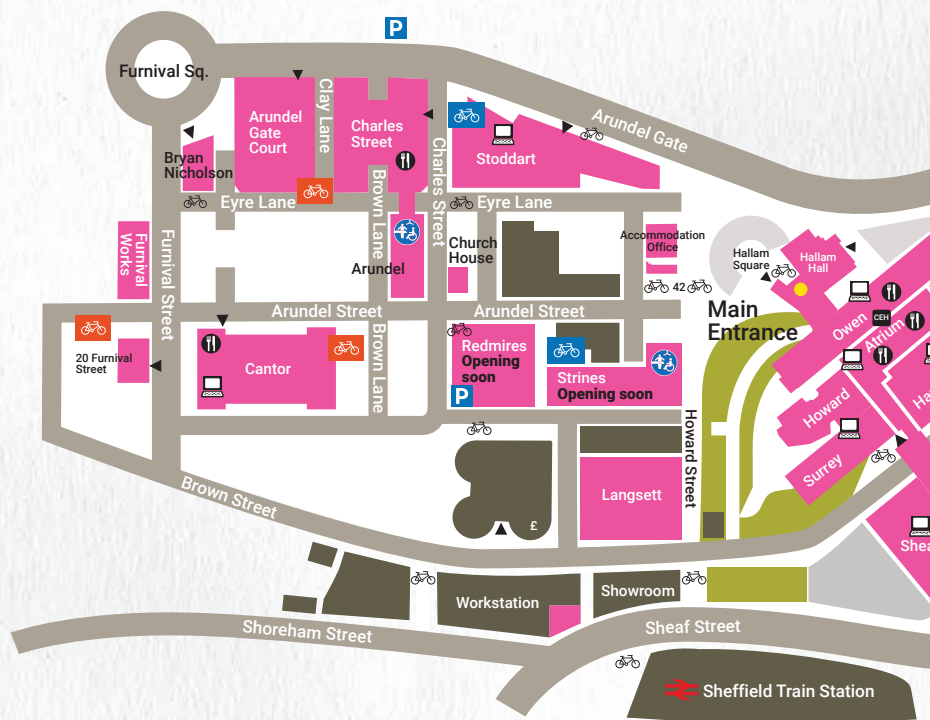 P
Furnival Sq.
Arundel
Gate
Court
Clay Lane
Charles
Street
Charles Street
Stoddart
Arundel Gate
Bryan
Nicholson
Eyre Lane
Brown Lane
Eyre Lane
Furnival
Works
Furnival Street
Arundel
Church
House
Accommodation
Office
42
Hallam
Square
Hallam
Hall
Main
Entrance
Owen
CEH
Atrium
Arundel Street
Arundel Street
20 Furnival
Street
Cantor
Brown Lane
Redmires
Opening
soon
P
Strines
Opening soon
Howard
Surrey
Howard Street
Langsett
£
Brown Street
Workstation
Showroom
Shoreham Street
Sheaf Street
Sheffield Train Station